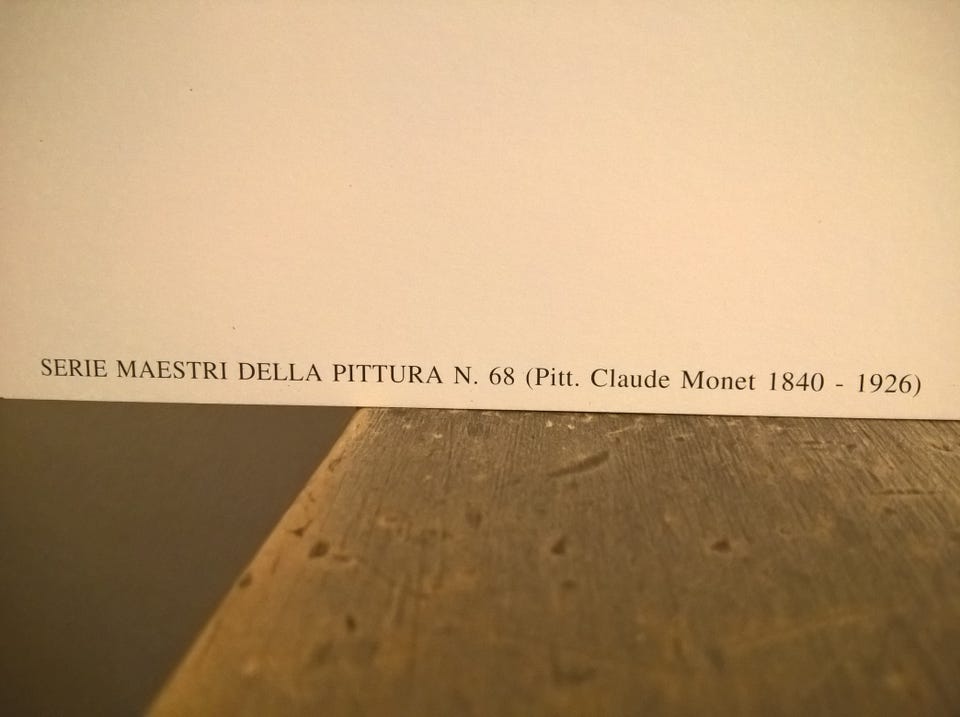 SERIE MAESTRI DELLA PITTURA N. 68 (Pitt. Claude Monet 1840 - 1926)